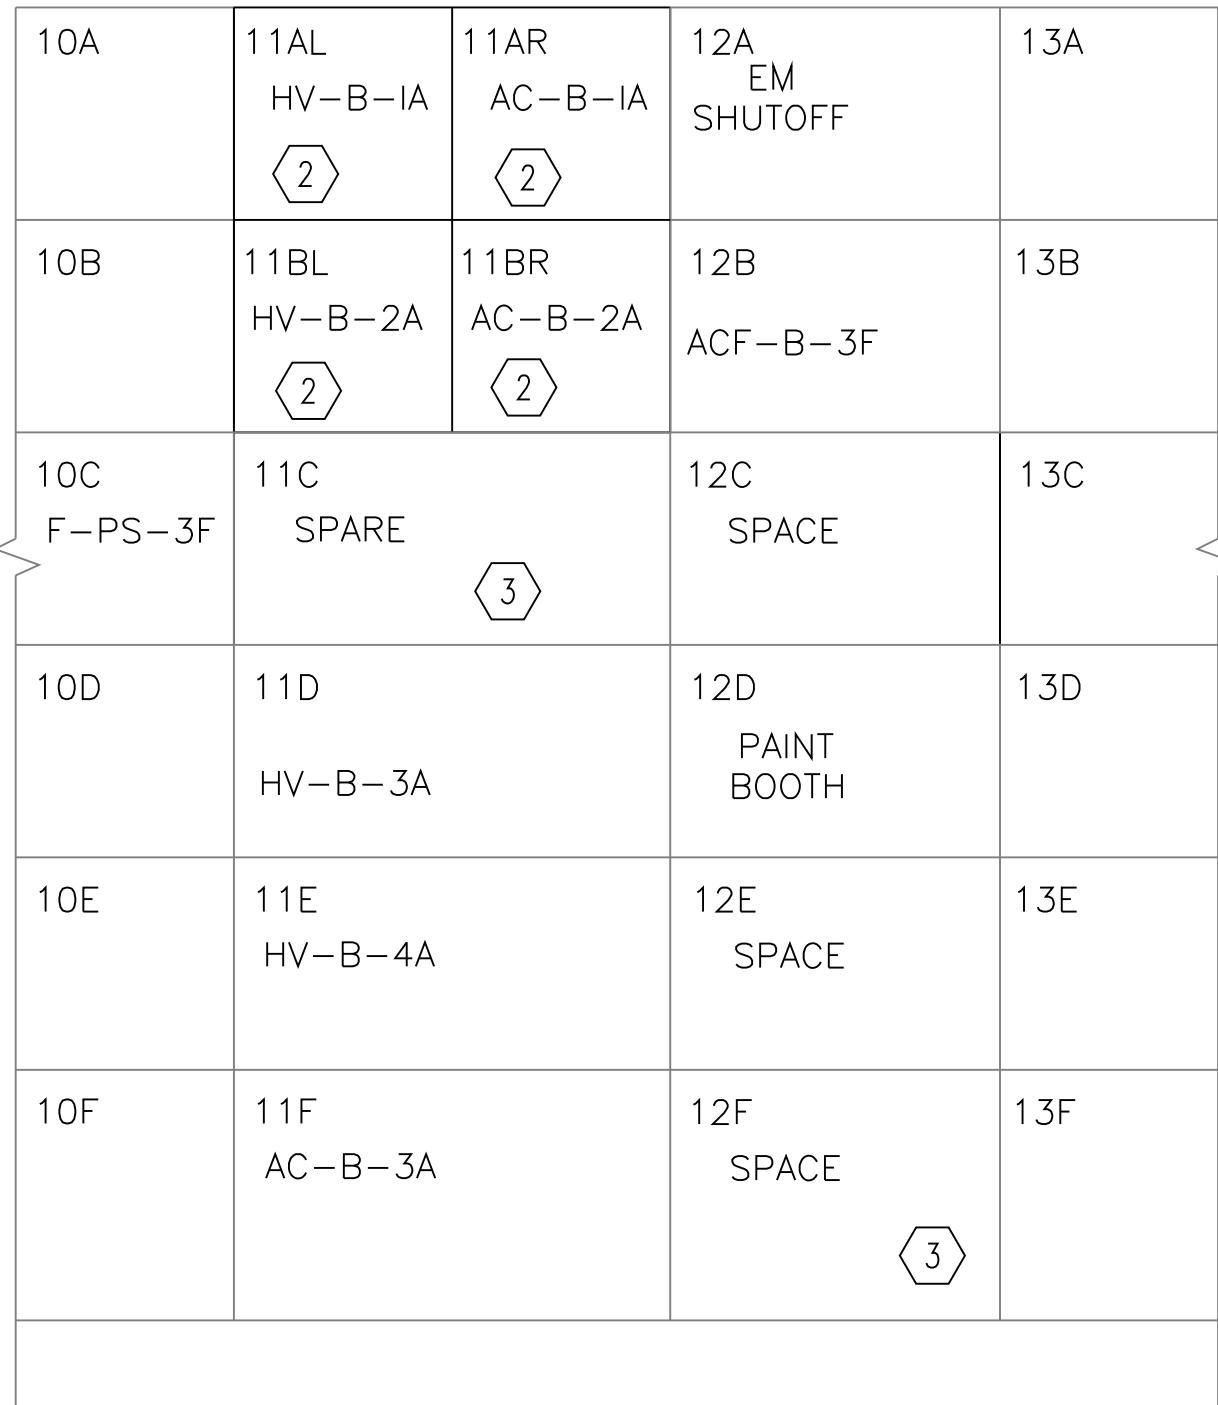 10A
11AL
HV-B-1A
2
11AR
AC-B-1A
2
12A
EM
SHUTOFF
13A
10B
11BL
HV-B-2A
2
11BR
AC-B-2A
2
12B
ACF-B-3F
13B
10C
F-PS-3F
11C
SPARE
3
12C
SPACE
13C
10D
11D
HV-B-3A
12D
PAINT
BOOTH
13D
10E
11E
HV-B-4A
12E
SPACE
13E
10F
11F
AC-B-3A
12F
SPACE
3
13F